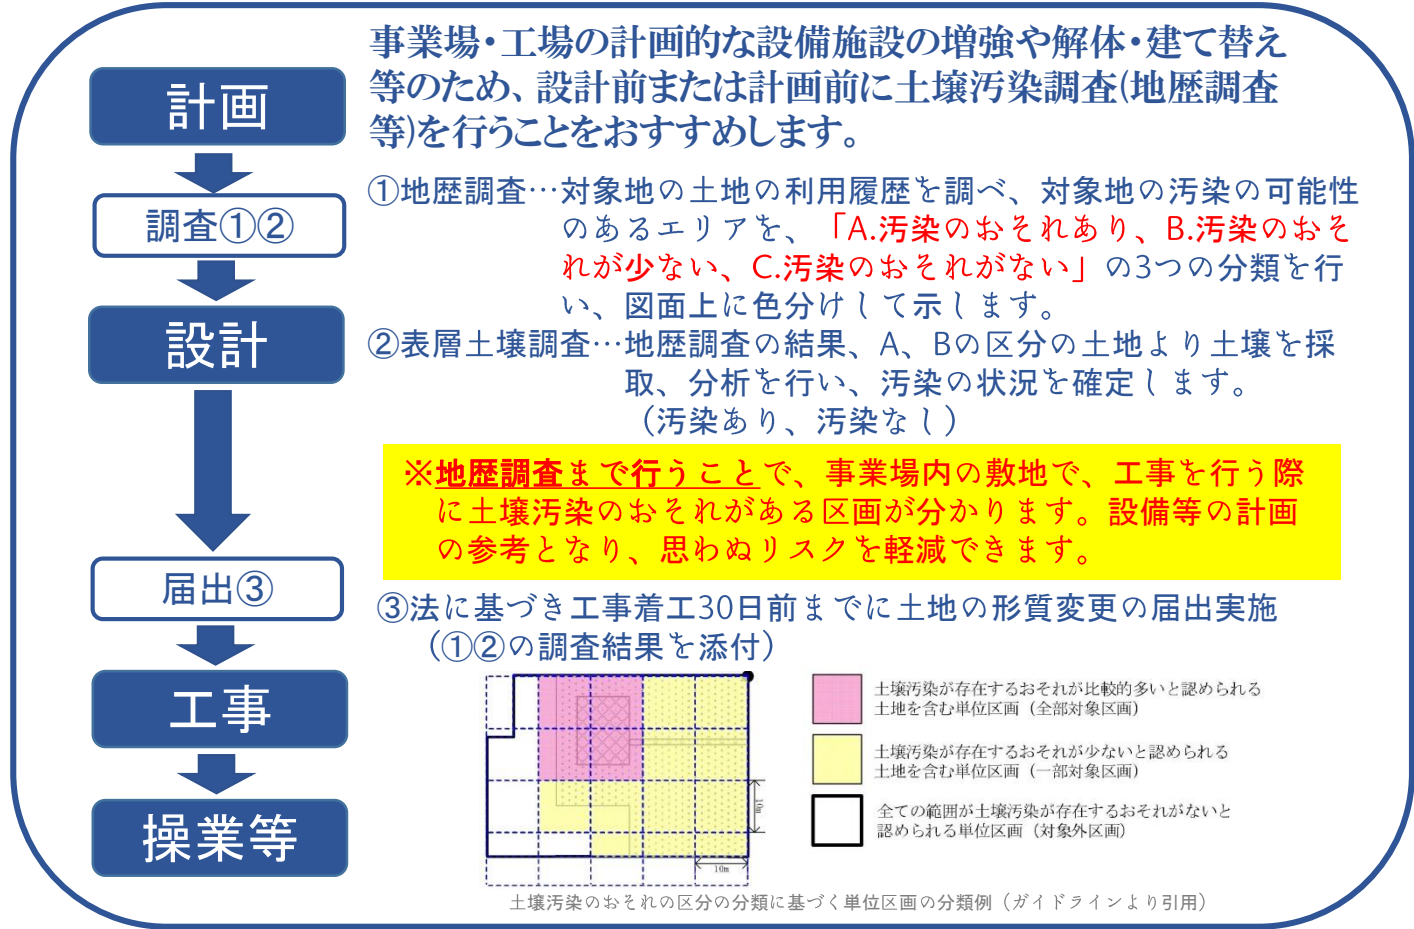 事業場・工場の計画的な設備施設の増強や解体・建て替え
等のため、設計前または計画前に土壌汚染調査(地歴調査
等)を行うことをおすすめします。
計画
調査①②
設計
届出③
工事
操業等
①地歴調査…対象地の土地の利用履歴を調べ、対象地の汚染の可能性
のあるエリアを、「A.汚染のおそれあり、B.汚染のおそ
れが少ない、C.汚染のおそれがない」の3つの分類を行
い、図面上に色分けして示します。
②表層土壌調査…地歴調査の結果、A、Bの区分の土地より土壌を採
取、分析を行い、汚染の状況を確定します。
（汚染あり、汚染なし）
※地歴調査まで行うことで、事業場内の敷地で、工事を行う際
に土壌汚染のおそれがある区画が分かります。設備等の計画
の参考となり、思わぬリスクを軽減できます。
③法に基づき工事着工30日前までに土地の形質変更の届出実施
（①②の調査結果を添付）
10m
10m
土壌汚染が存在するおそれが比較的多いと認められる
土地を含む単位区画（全部対象区画）
土壌汚染が存在するおそれが少ないと認められる
土地を含む単位区画（一部対象区画）
全ての範囲が土壌汚染が存在するおそれがないと
認められる単位区画（対象外区画）
土壌汚染のおそれの区分の分類に基づく単位区画の分類例（ガイドラインより引用）